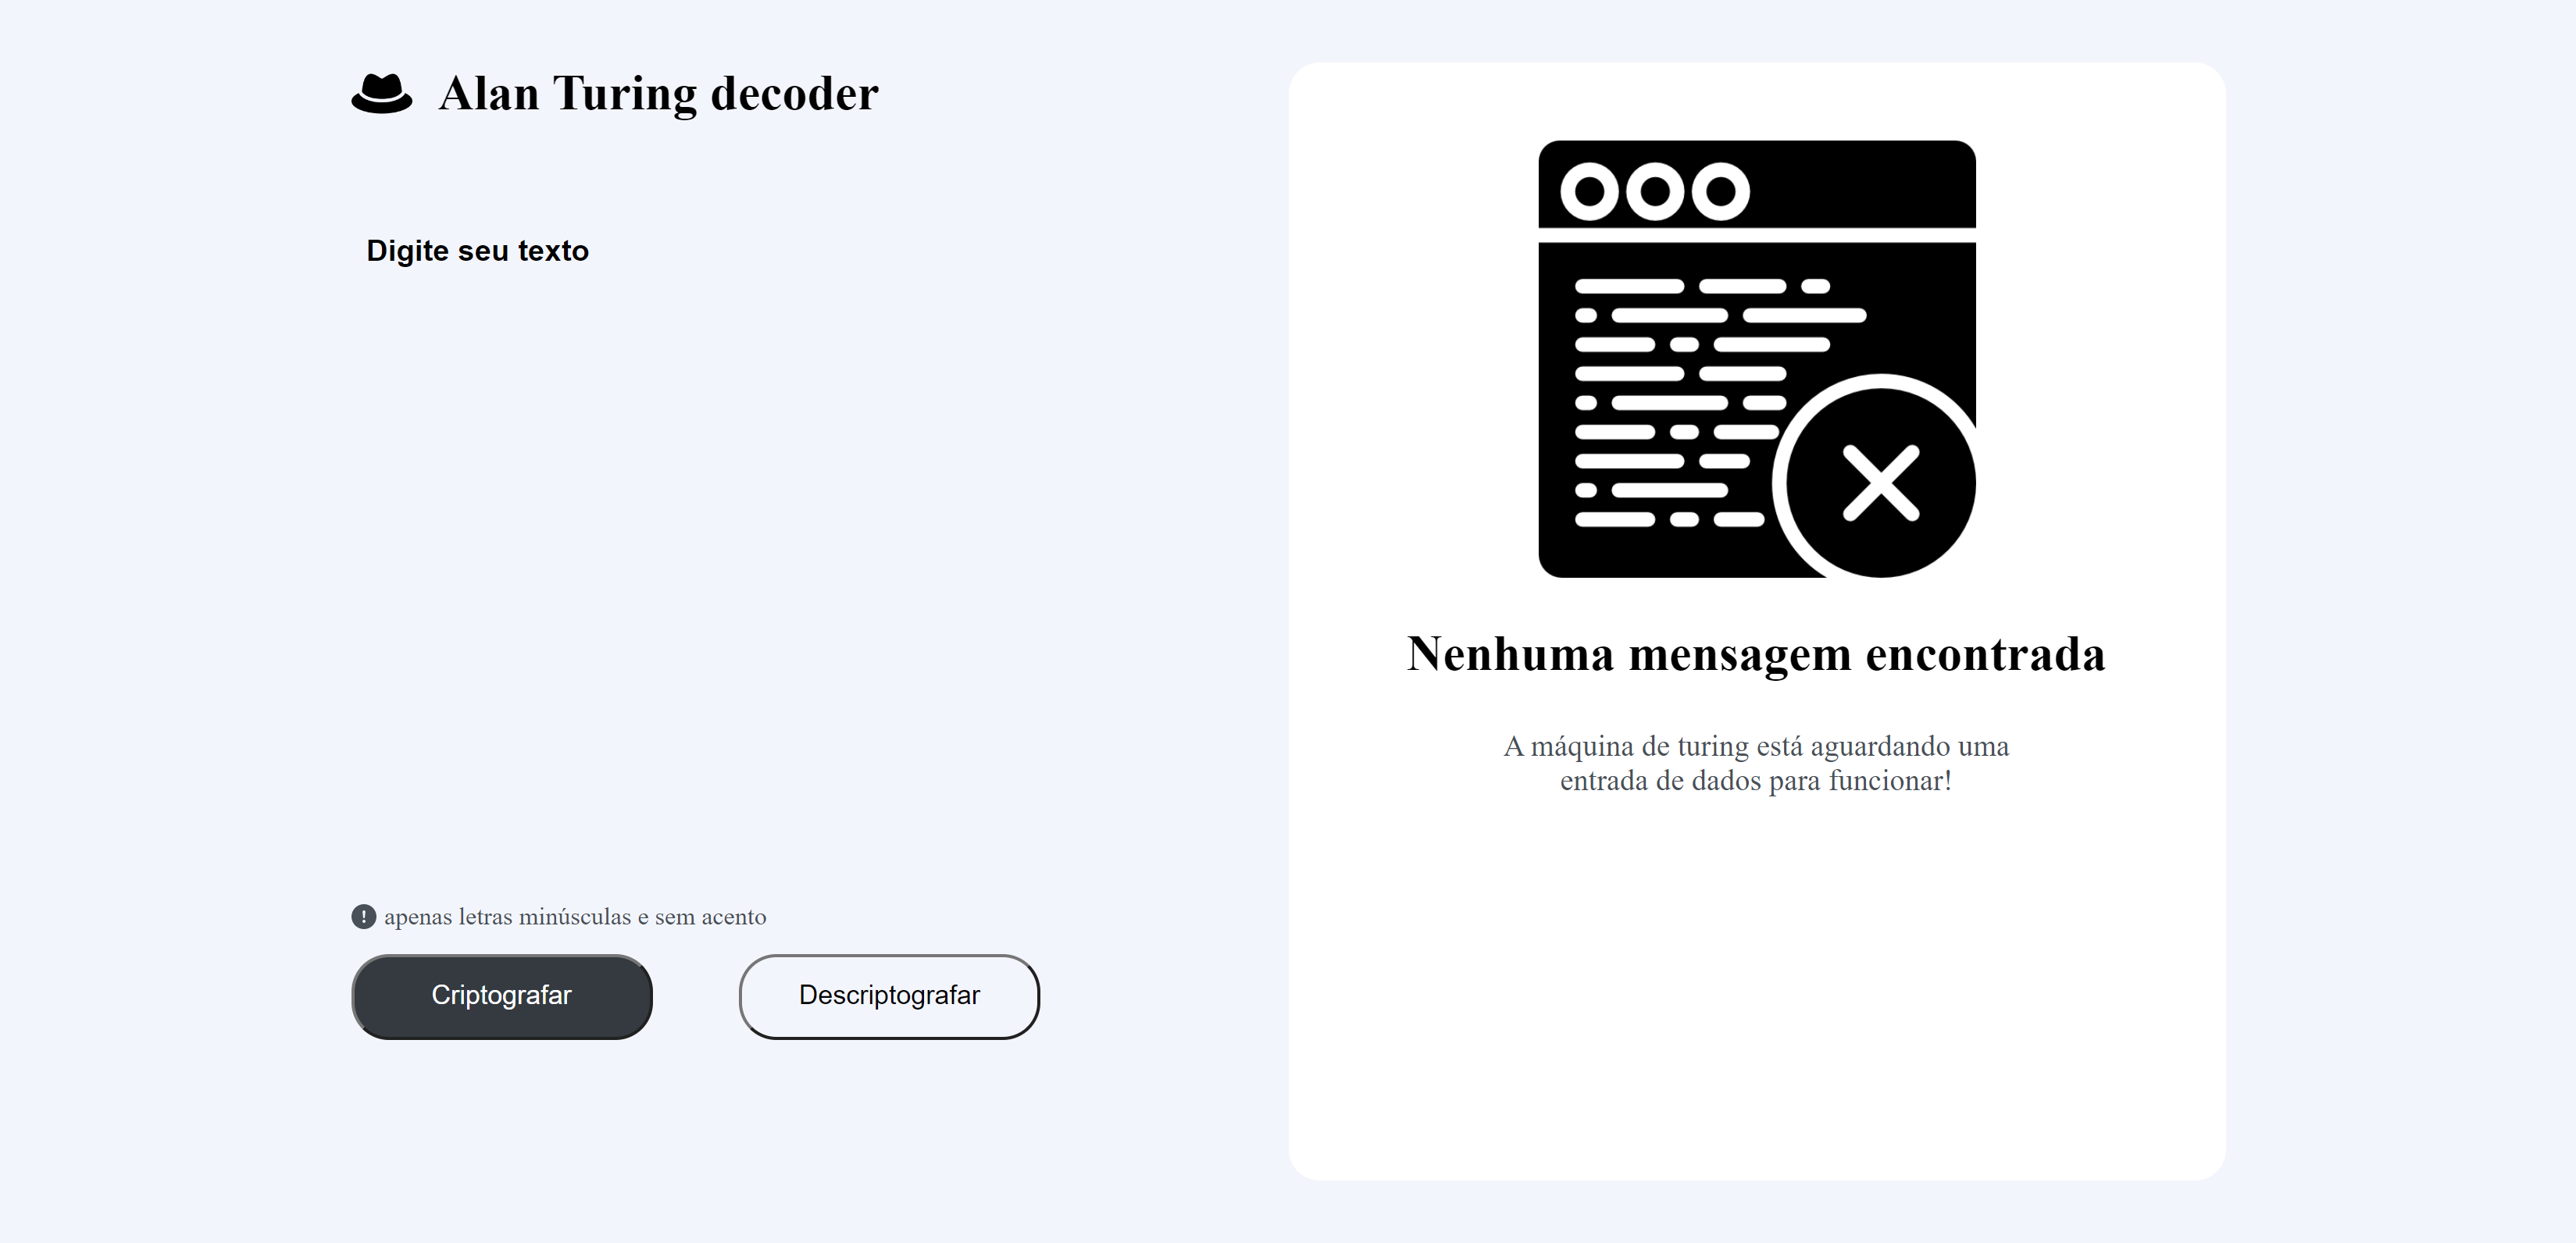 Alan Turing decoder
Digite seu texto
apenas letras minúsculas e sem acento
Criptografar
Descriptografar
Nenhuma mensagem encontrada
A máquina de turing está aguardando uma
entrada de dados para funcionar!